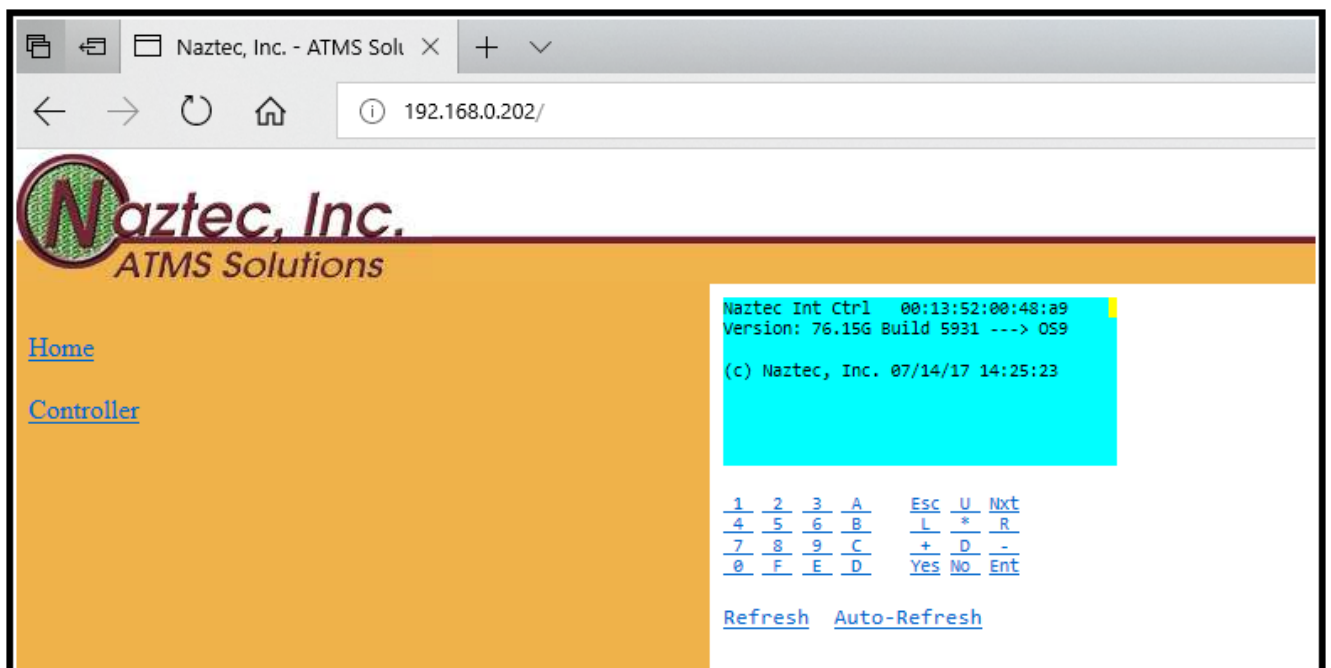 Naztec, Inc. - ATMS Solu
192.168.0.202/
Naztec, Inc.
ATMS Solutions
Home
Controller
Naztec Int Ctrl 00:13:52:00:48:a9
Version: 76.15G Build 5931 ---> OS9
(c) Naztec, Inc. 07/14/17 14:25:23
1 2 3 A Esc U Nxt
4 5 6 B L * R
7 8 9 C + D -
0 F E D Yes No Ent
Refresh Auto-Refresh